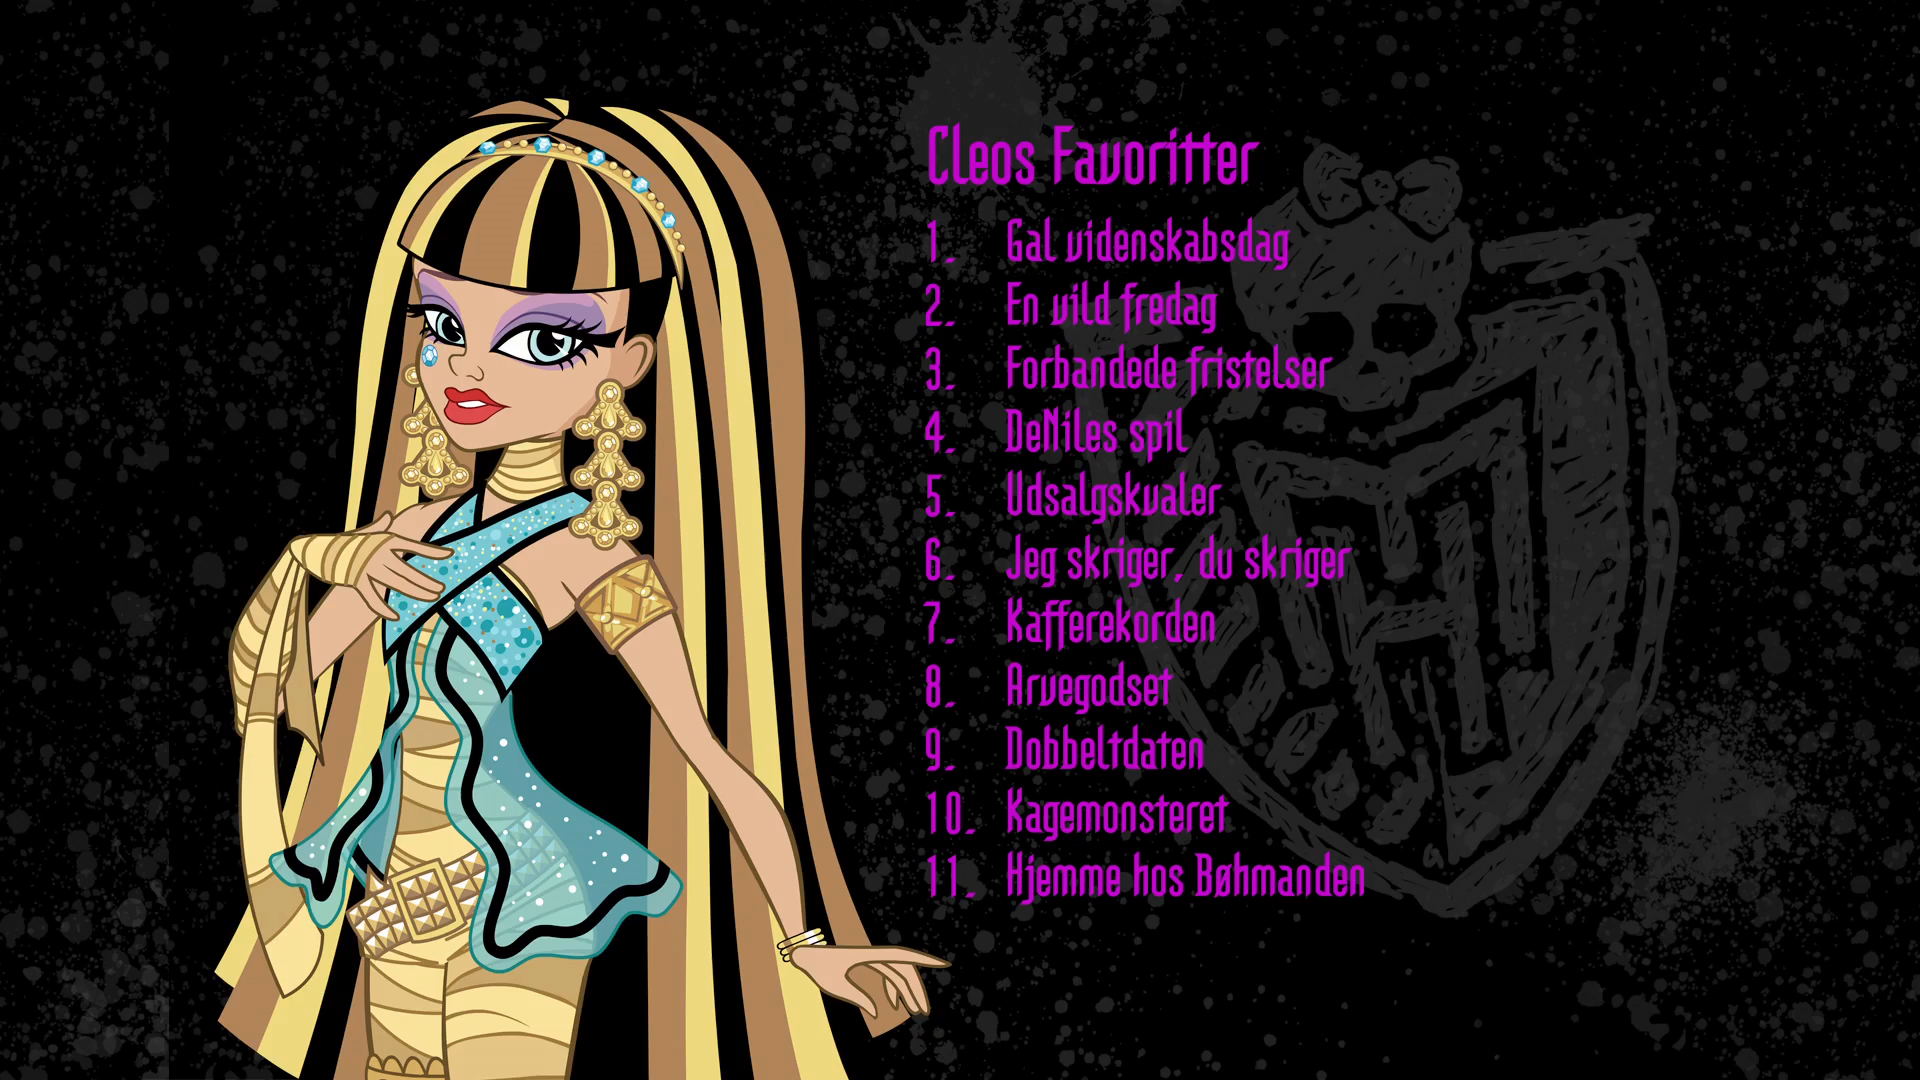 Cleos Favoritter
1. Gal videnskabsdag
2. En vild fredag
3. Forbandede fristelser
4. DeNiles spil
5. Udsalgskvaler
6. Jeg skriger, du skriger
7. Kafferekorden
8. Arvegodset
9. Dobbeltdaten
10. Kagemonsteret
11. Hjemme hos Bøhmanden